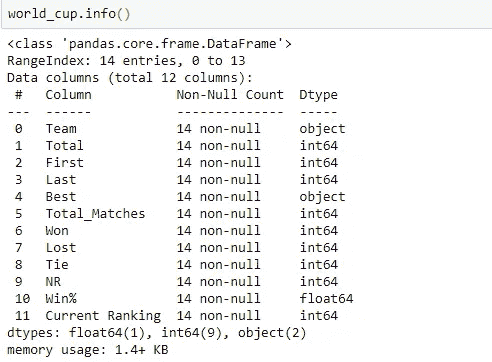 world_cup.info()
<class 'pandas.core.frame.DataFrame'>
RangeIndex: 14 entries, 0 to 13
Data columns (total 12 columns):
 #   Column           Non-Null Count  Dtype
---  ------           --------------  -----
 0   Team             14 non-null     object
 1   Total            14 non-null     int64
 2   First            14 non-null     int64
 3   Last             14 non-null     int64
 4   Best             14 non-null     object
 5   Total_Matches    14 non-null     int64
 6   Won              14 non-null     int64
 7   Lost             14 non-null     int64
 8   Tie              14 non-null     int64
 9   NR               14 non-null     int64
 10  Win%             14 non-null     float64
 11  Current Ranking  14 non-null     int64
dtypes: float64(1), int64(9), object(2)
memory usage: 1.4+ KB